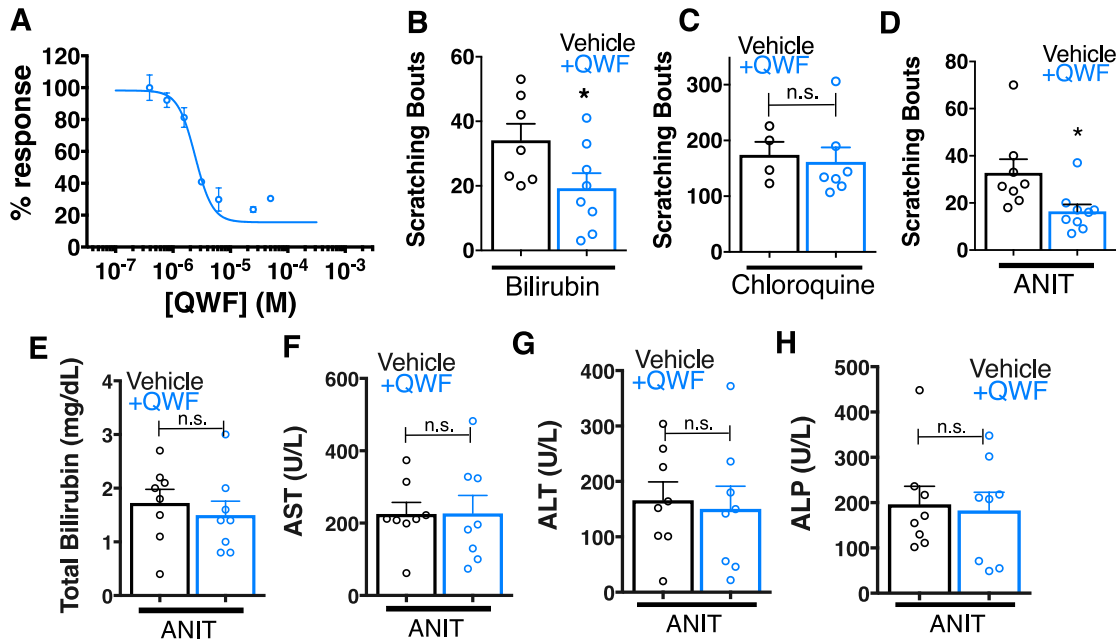 A
% response
120
100
80
60
40
20
0
10-7
10-6
10-5
10-4
10-3
[QWF] (M)
B
Vehicle
+QWF
Scratching Bouts
60
40
20
0
*
Bilirubin
C
Vehicle
+QWF
Scratching Bouts
300
200
100
0
n.s.
Chloroquine
D
Vehicle
+QWF
Scratching Bouts
80
60
40
20
0
*
ANIT
E
Vehicle
+QWF
Total Bilirubin (mg/dL)
4
3
2
1
0
n.s.
ANIT
F
Vehicle
+QWF
AST (U/L)
600
400
200
0
n.s.
ANIT
G
Vehicle
+QWF
ALT (U/L)
400
300
200
100
0
n.s.
ANIT
H
Vehicle
+QWF
ALP (U/L)
500
400
300
200
100
0
n.s.
ANIT